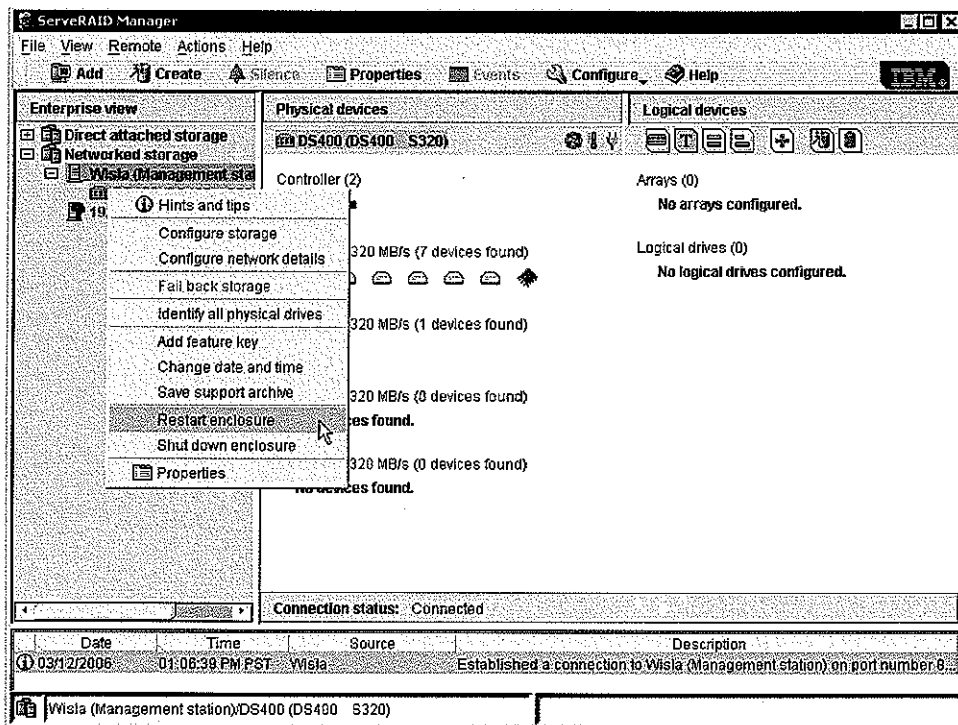 ServeRAID Manager
File View Remote Actions Help
Add Create Silence Properties Events Configure Help IBM
Enterprise view
Direct attached storage
Networked storage
Wisla (Management stat
19
Hints and tips
Configure storage
Configure network details
Fail back storage
Identify all physical drives
Add feature key
Change date and time
Save support archive
Restart enclosure
Shut down enclosure
Properties
Physical devices
DS400 (DS400 S320)
Controller (2)
320 MB/s (7 devices found)
320 MB/s (1 devices found)
320 MB/s (0 devices found)
ces found.
320 MB/s (0 devices found)
No devices found.
Logical devices
Arrays (0)
No arrays configured.
Logical drives (0)
No logical drives configured.
Connection status: Connected
Date Time Source Description
03/12/2006 01:06:39 PM PST Wisla Established a connection to Wisla (Management station) on port number 8...
Wisla (Management station)/DS400 (DS400 S320)